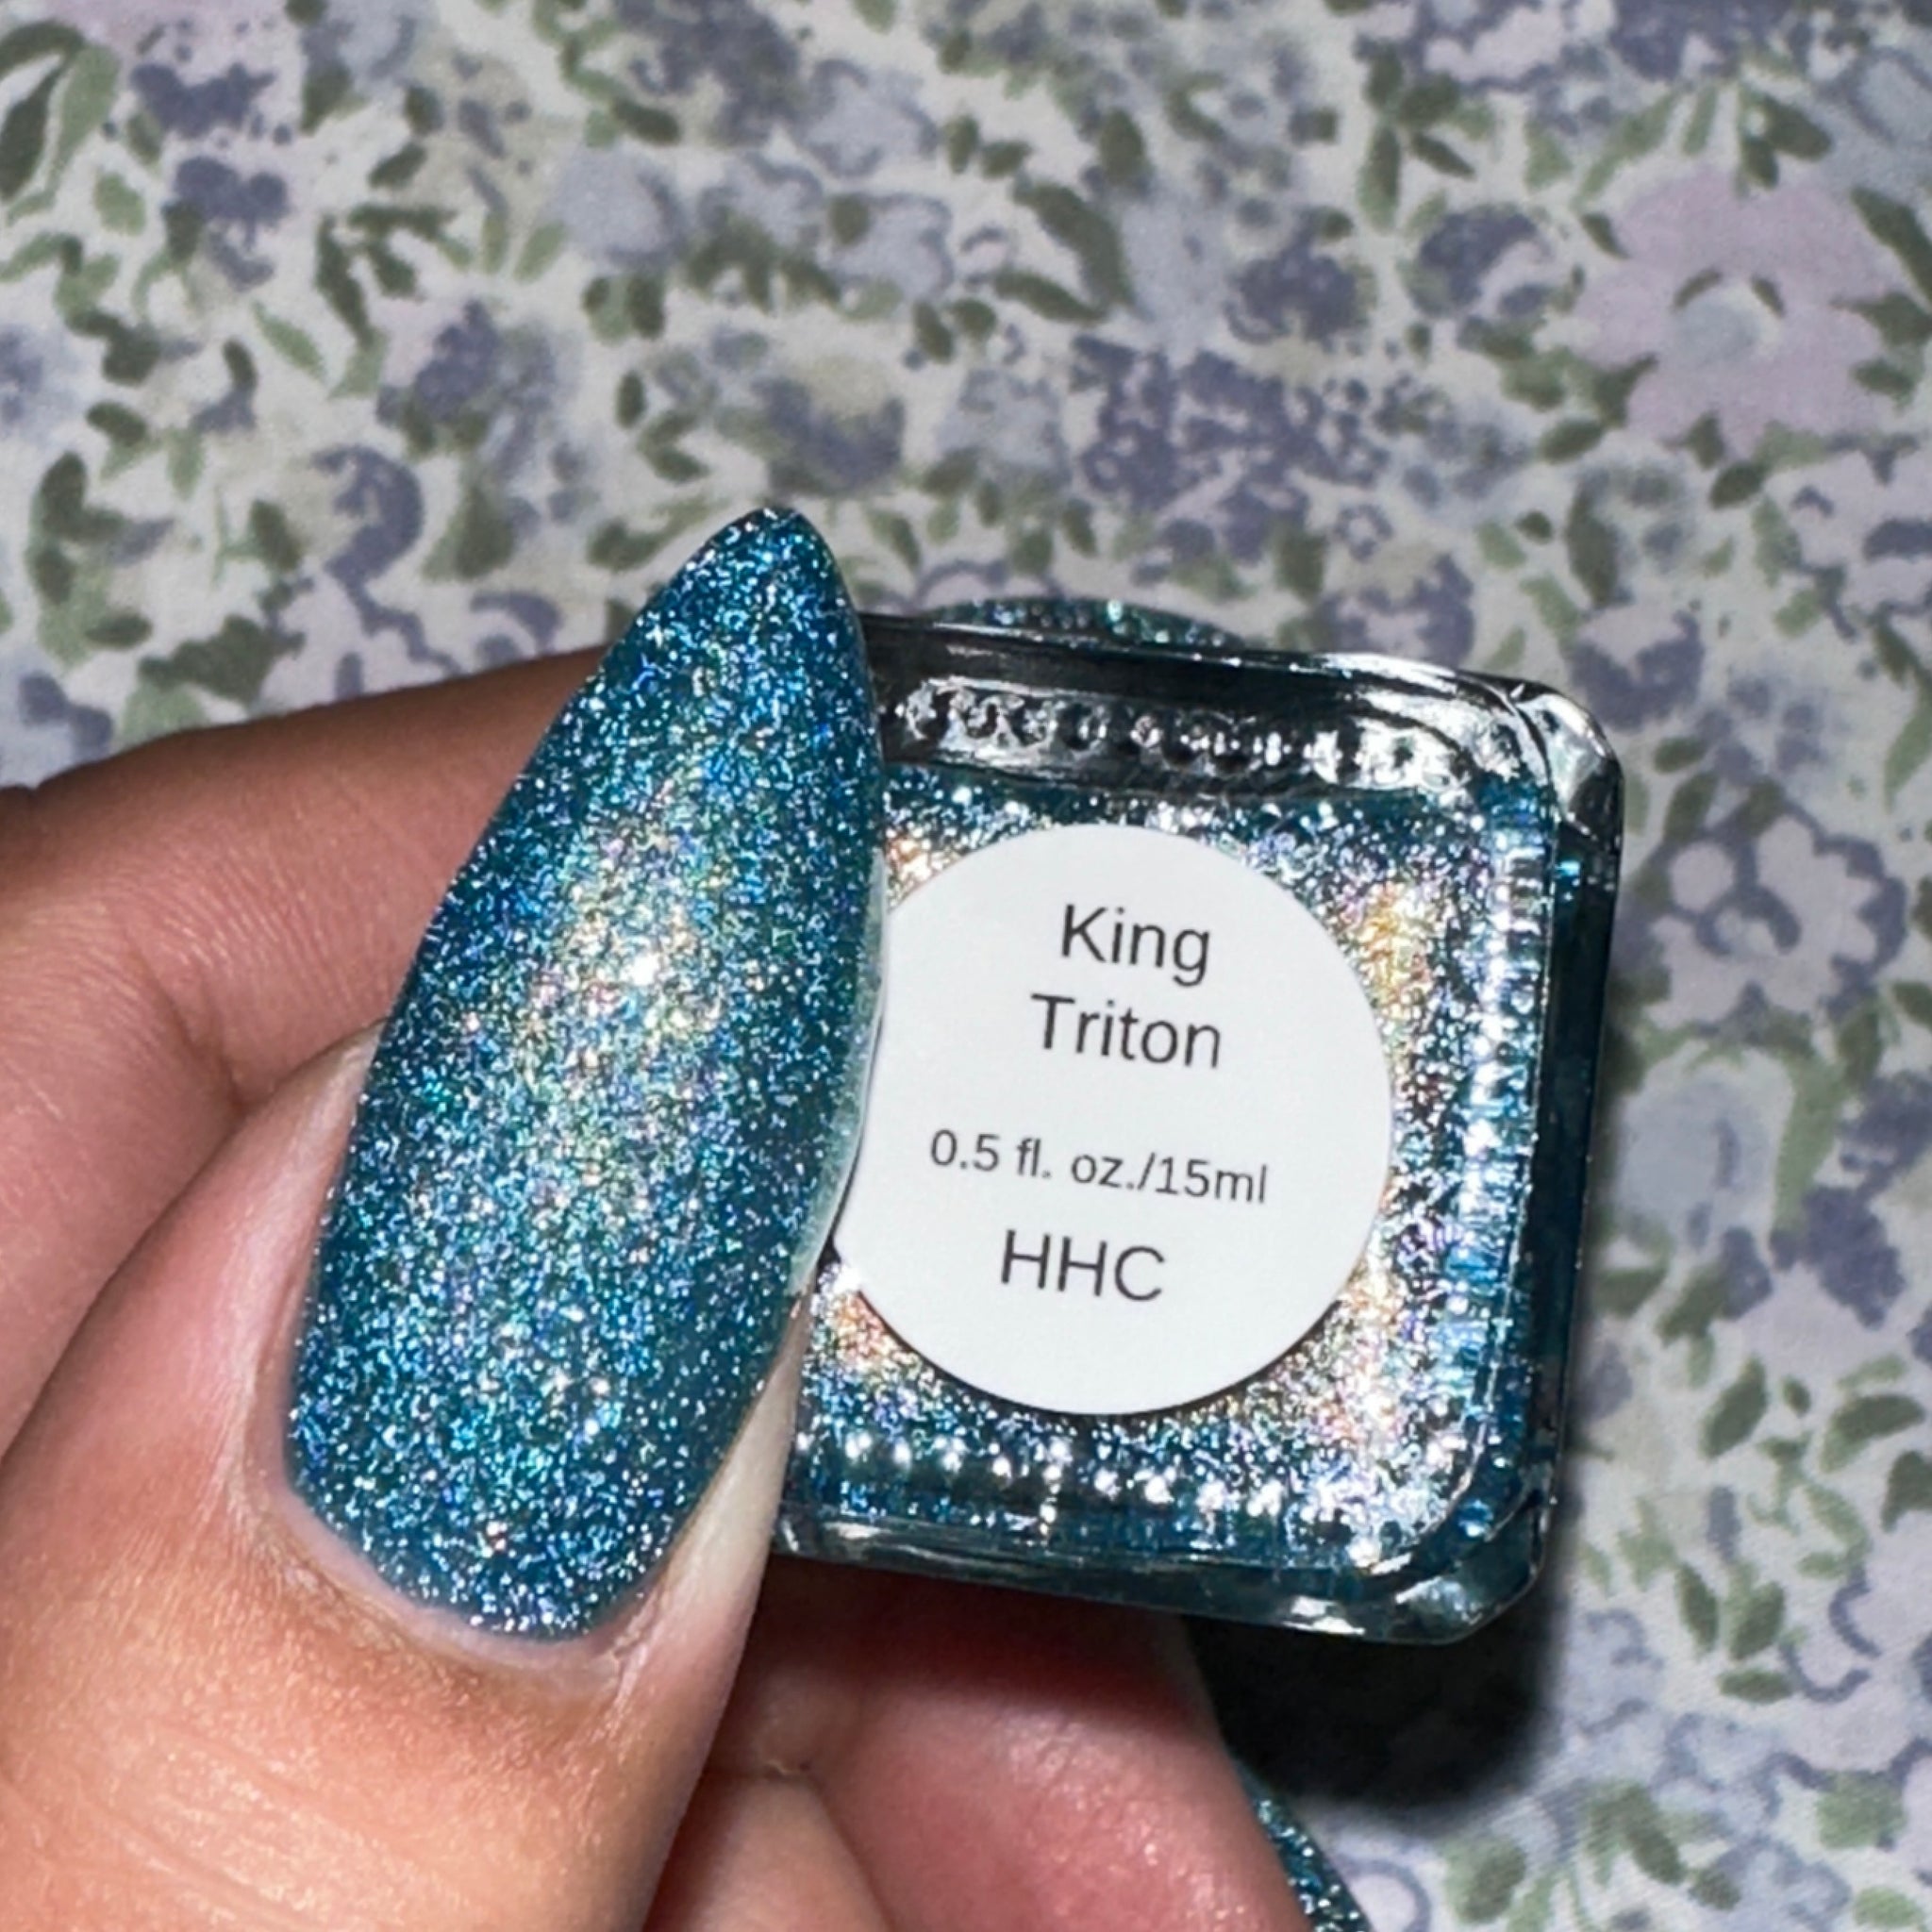 King
Triton
0.5 fl. oz./15ml
HHC